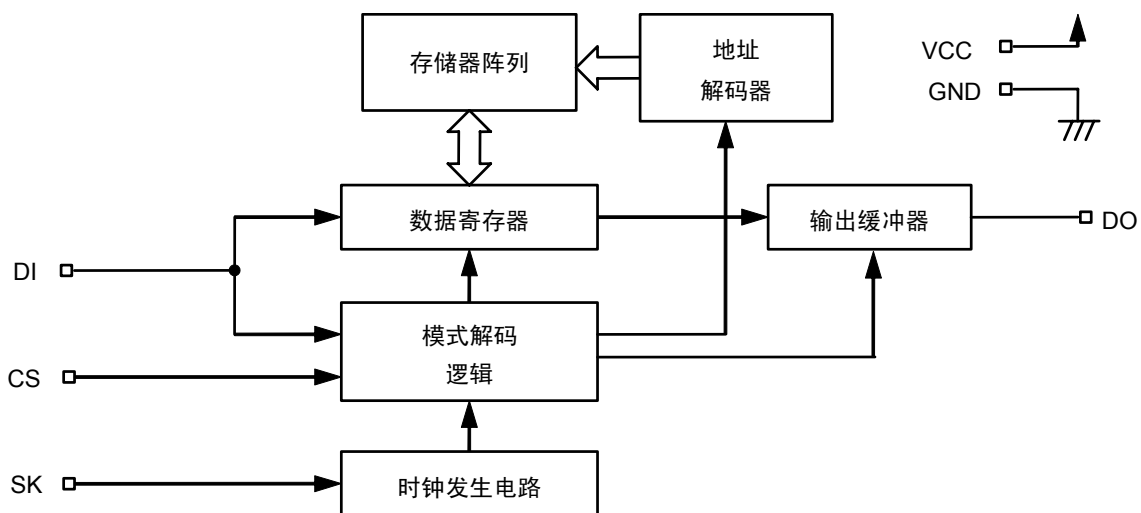 存储器阵列
地址
解码器
VCC
GND
数据寄存器
输出缓冲器
DO
DI
模式解码
逻辑
CS
SK
时钟发生电路